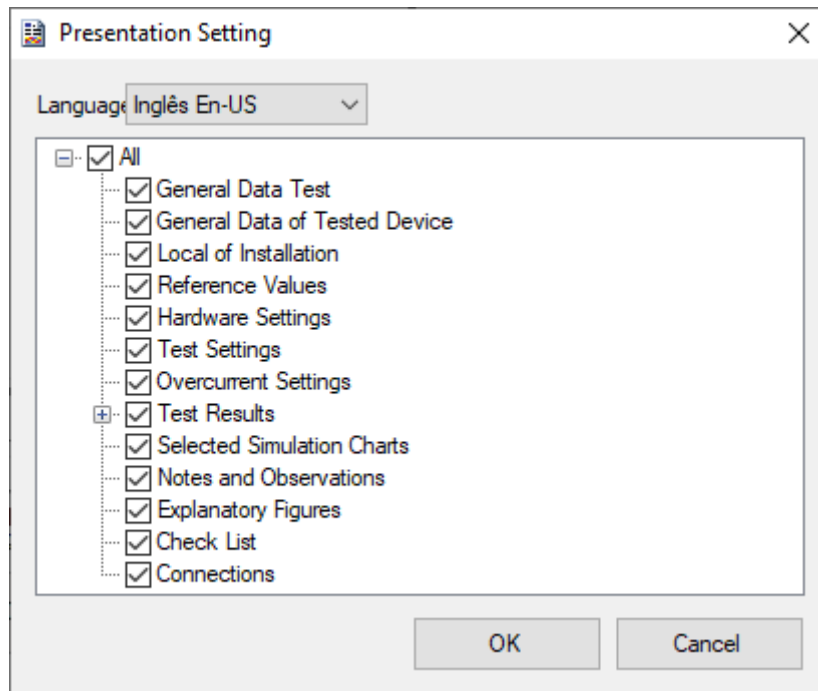 Presentation Setting
Language Inglês En-US
All
General Data Test
General Data of Tested Device
Local of Installation
Reference Values
Hardware Settings
Test Settings
Overcurrent Settings
Test Results
Selected Simulation Charts
Notes and Observations
Explanatory Figures
Check List
Connections
OK Cancel